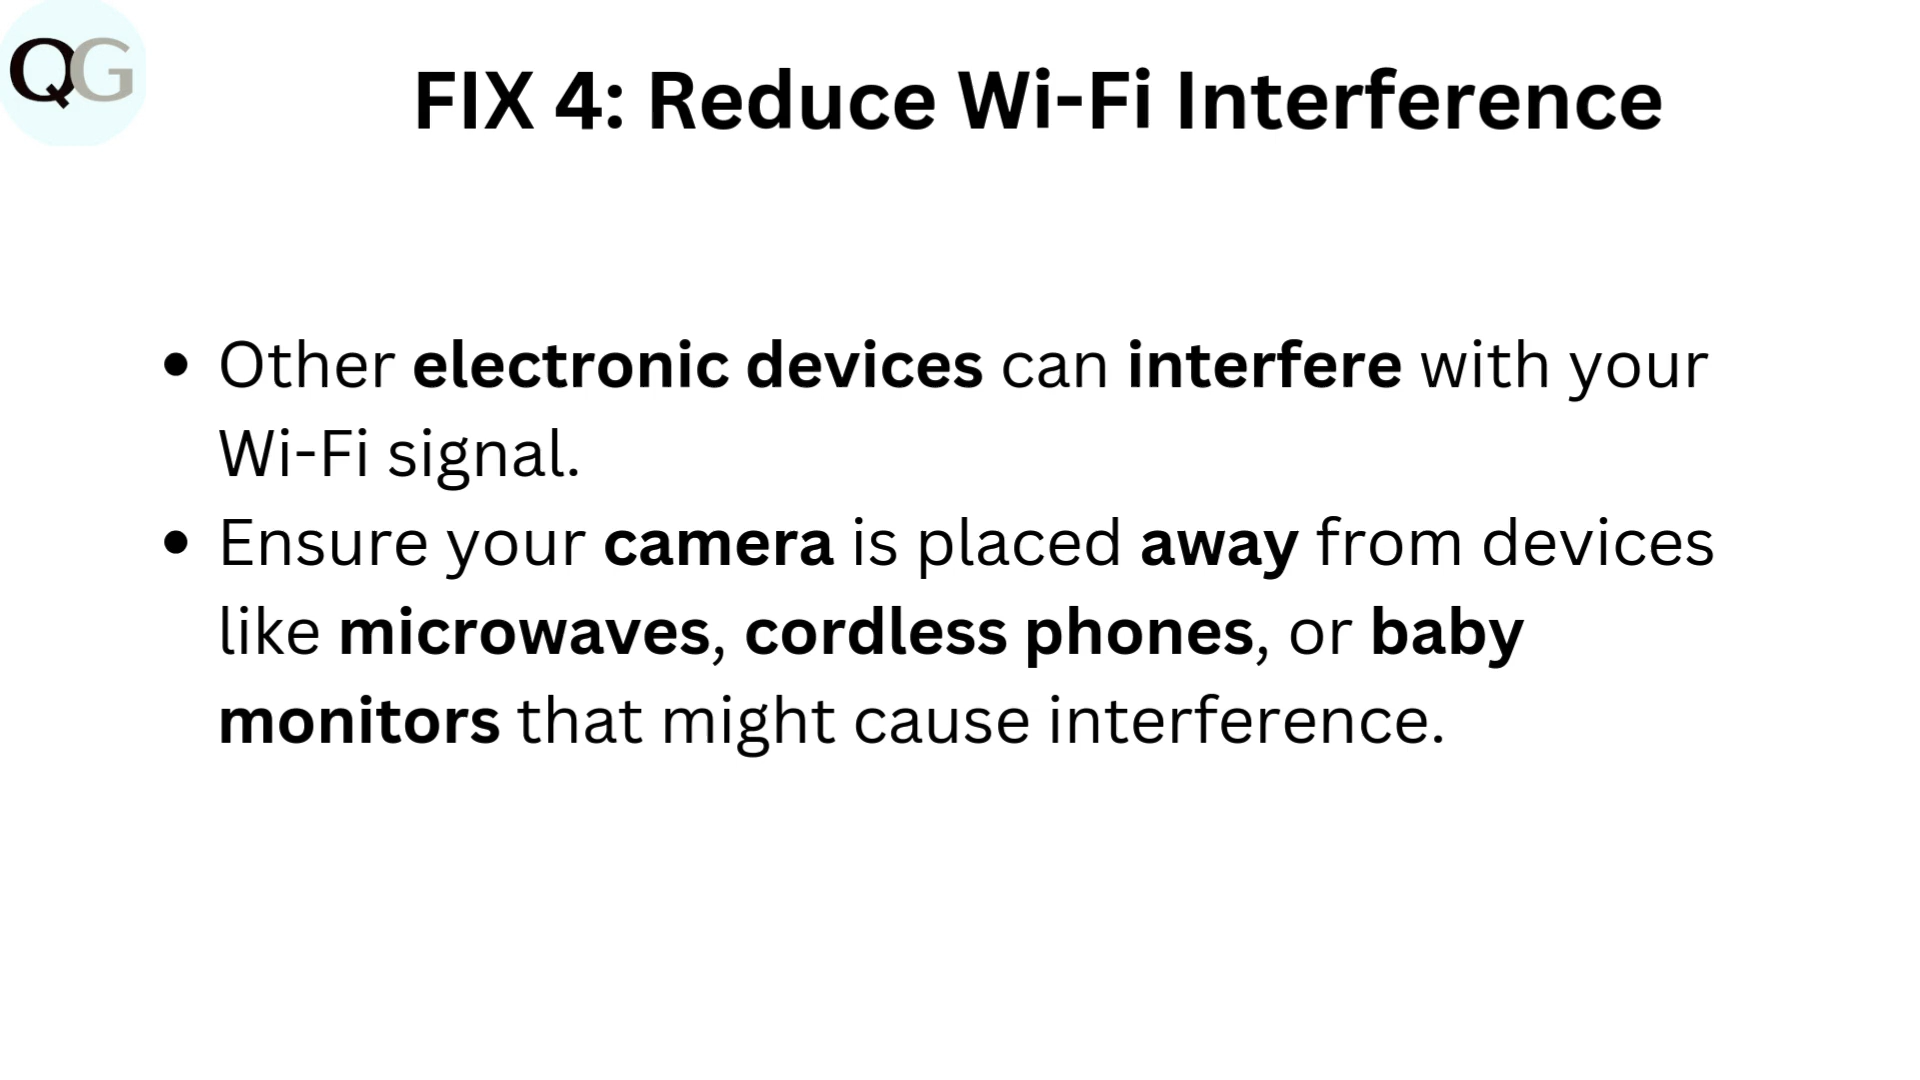 QG
FIX 4: Reduce Wi-Fi Interference
• Other electronic devices can interfere with your
Wi-Fi signal.
• Ensure your camera is placed away from devices
like microwaves, cordless phones, or baby
monitors that might cause interference.